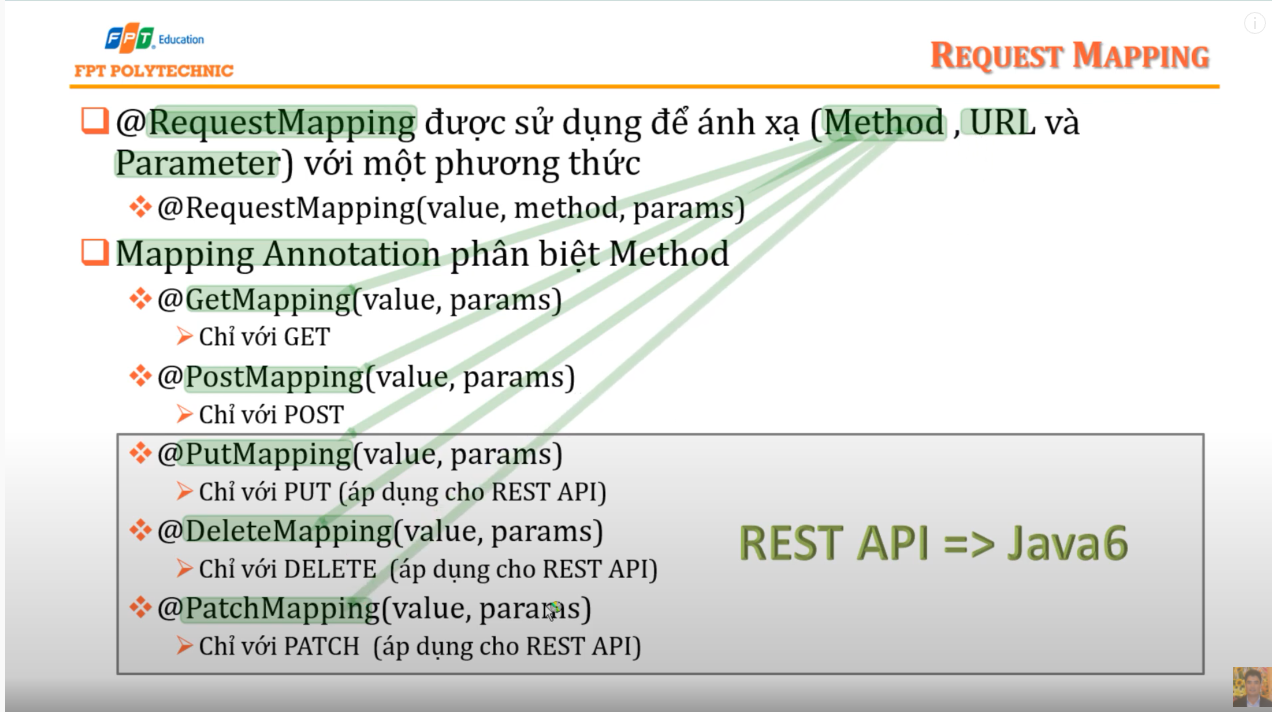 FPT Education
FPT POLYTECHNIC
REQUEST MAPPING
@RequestMapping được sử dụng để ánh xạ (Method , URL và
Parameter) với một phương thức
@RequestMapping(value, method, params)
Mapping Annotation phân biệt Method
@GetMapping(value, params)
Chỉ với GET
@PostMapping(value, params)
Chỉ với POST
@PutMapping(value, params)
Chỉ với PUT (áp dụng cho REST API)
@DeleteMapping(value, params)
Chỉ với DELETE (áp dụng cho REST API)
REST API => Java6
@PatchMapping(value, params)
Chỉ với PATCH (áp dụng cho REST API)